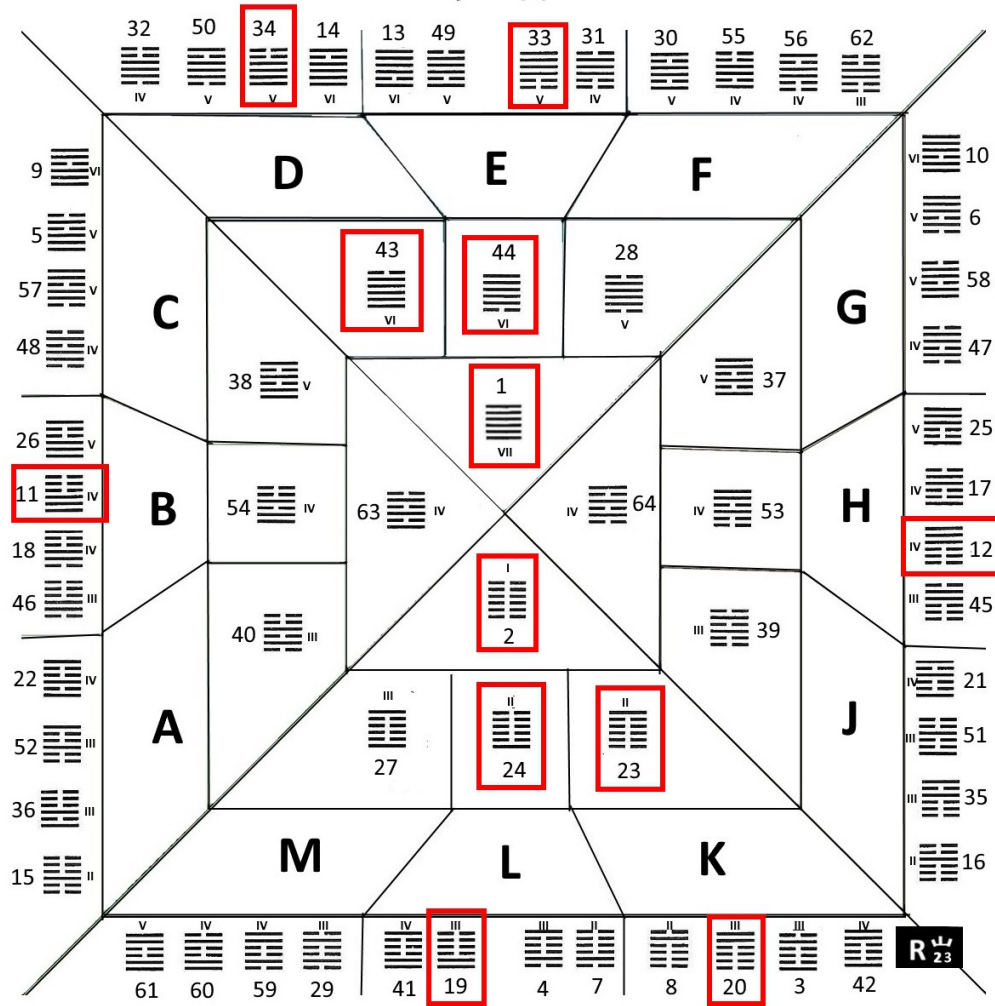 32 50 34 14 13 49 33 31 30 55 56 62
IV V V VI VI V V IV V IV IV III
D E F
9 VI
VI 10
5 V
V 6
57 V
V 58
48 IV
IV 47
C
G
43 44 28
VI VI V
1
VII
38 V
V 37
26 V
V 25
11 IV
IV 17
18 IV
IV 12
46 III
III 45
B
H
54 IV
63 IV
IV 64
IV 53
I
2
40 III
III 39
22 IV
IV 21
52 III
III 51
36 III
III 35
15 II
II 16
A
J
III II II
27 24 23
M L K
V IV IV III IV III III II II III III IV
61 60 59 29 41 19 4 7 8 20 3 42
R 23